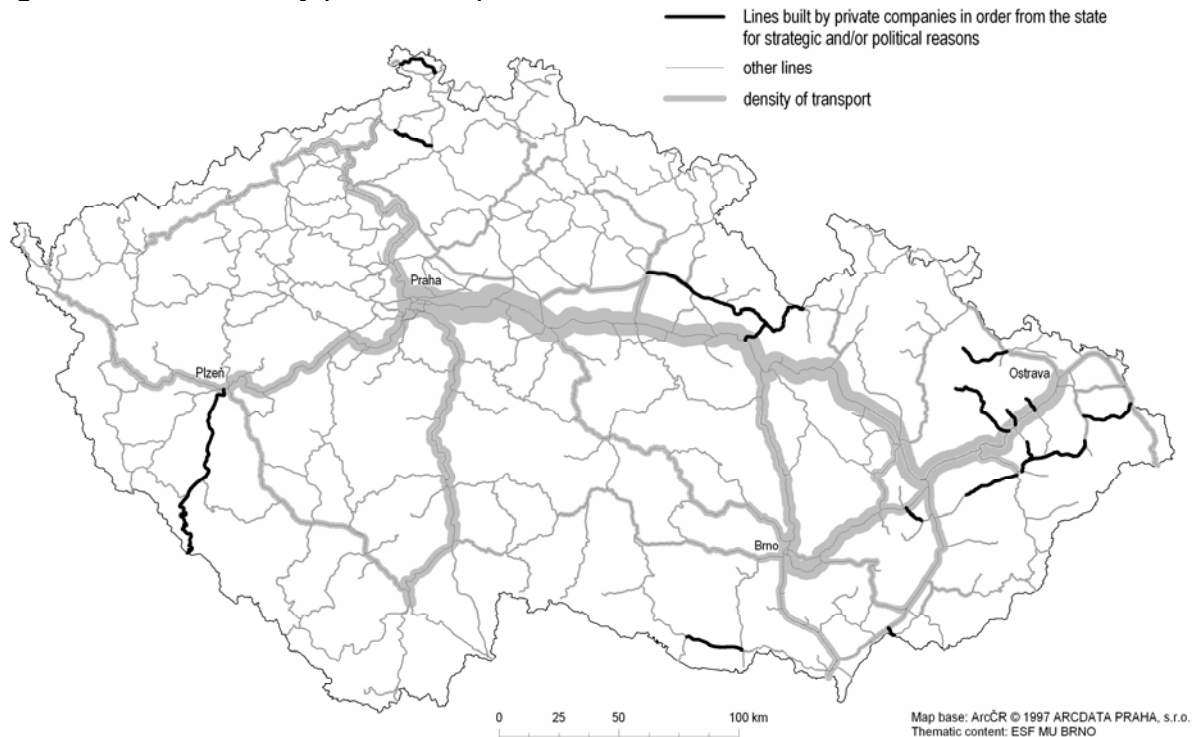 Lines built by private companies in order from the state
for strategic and/or political reasons
other lines
density of transport
Praha
Plzeň
Ostrava
Brno
0 25 50 100 km
Map base: ArcČR © 1997 ARCDATA PRAHA, s.r.o.
Thematic content: ESF MU BRNO